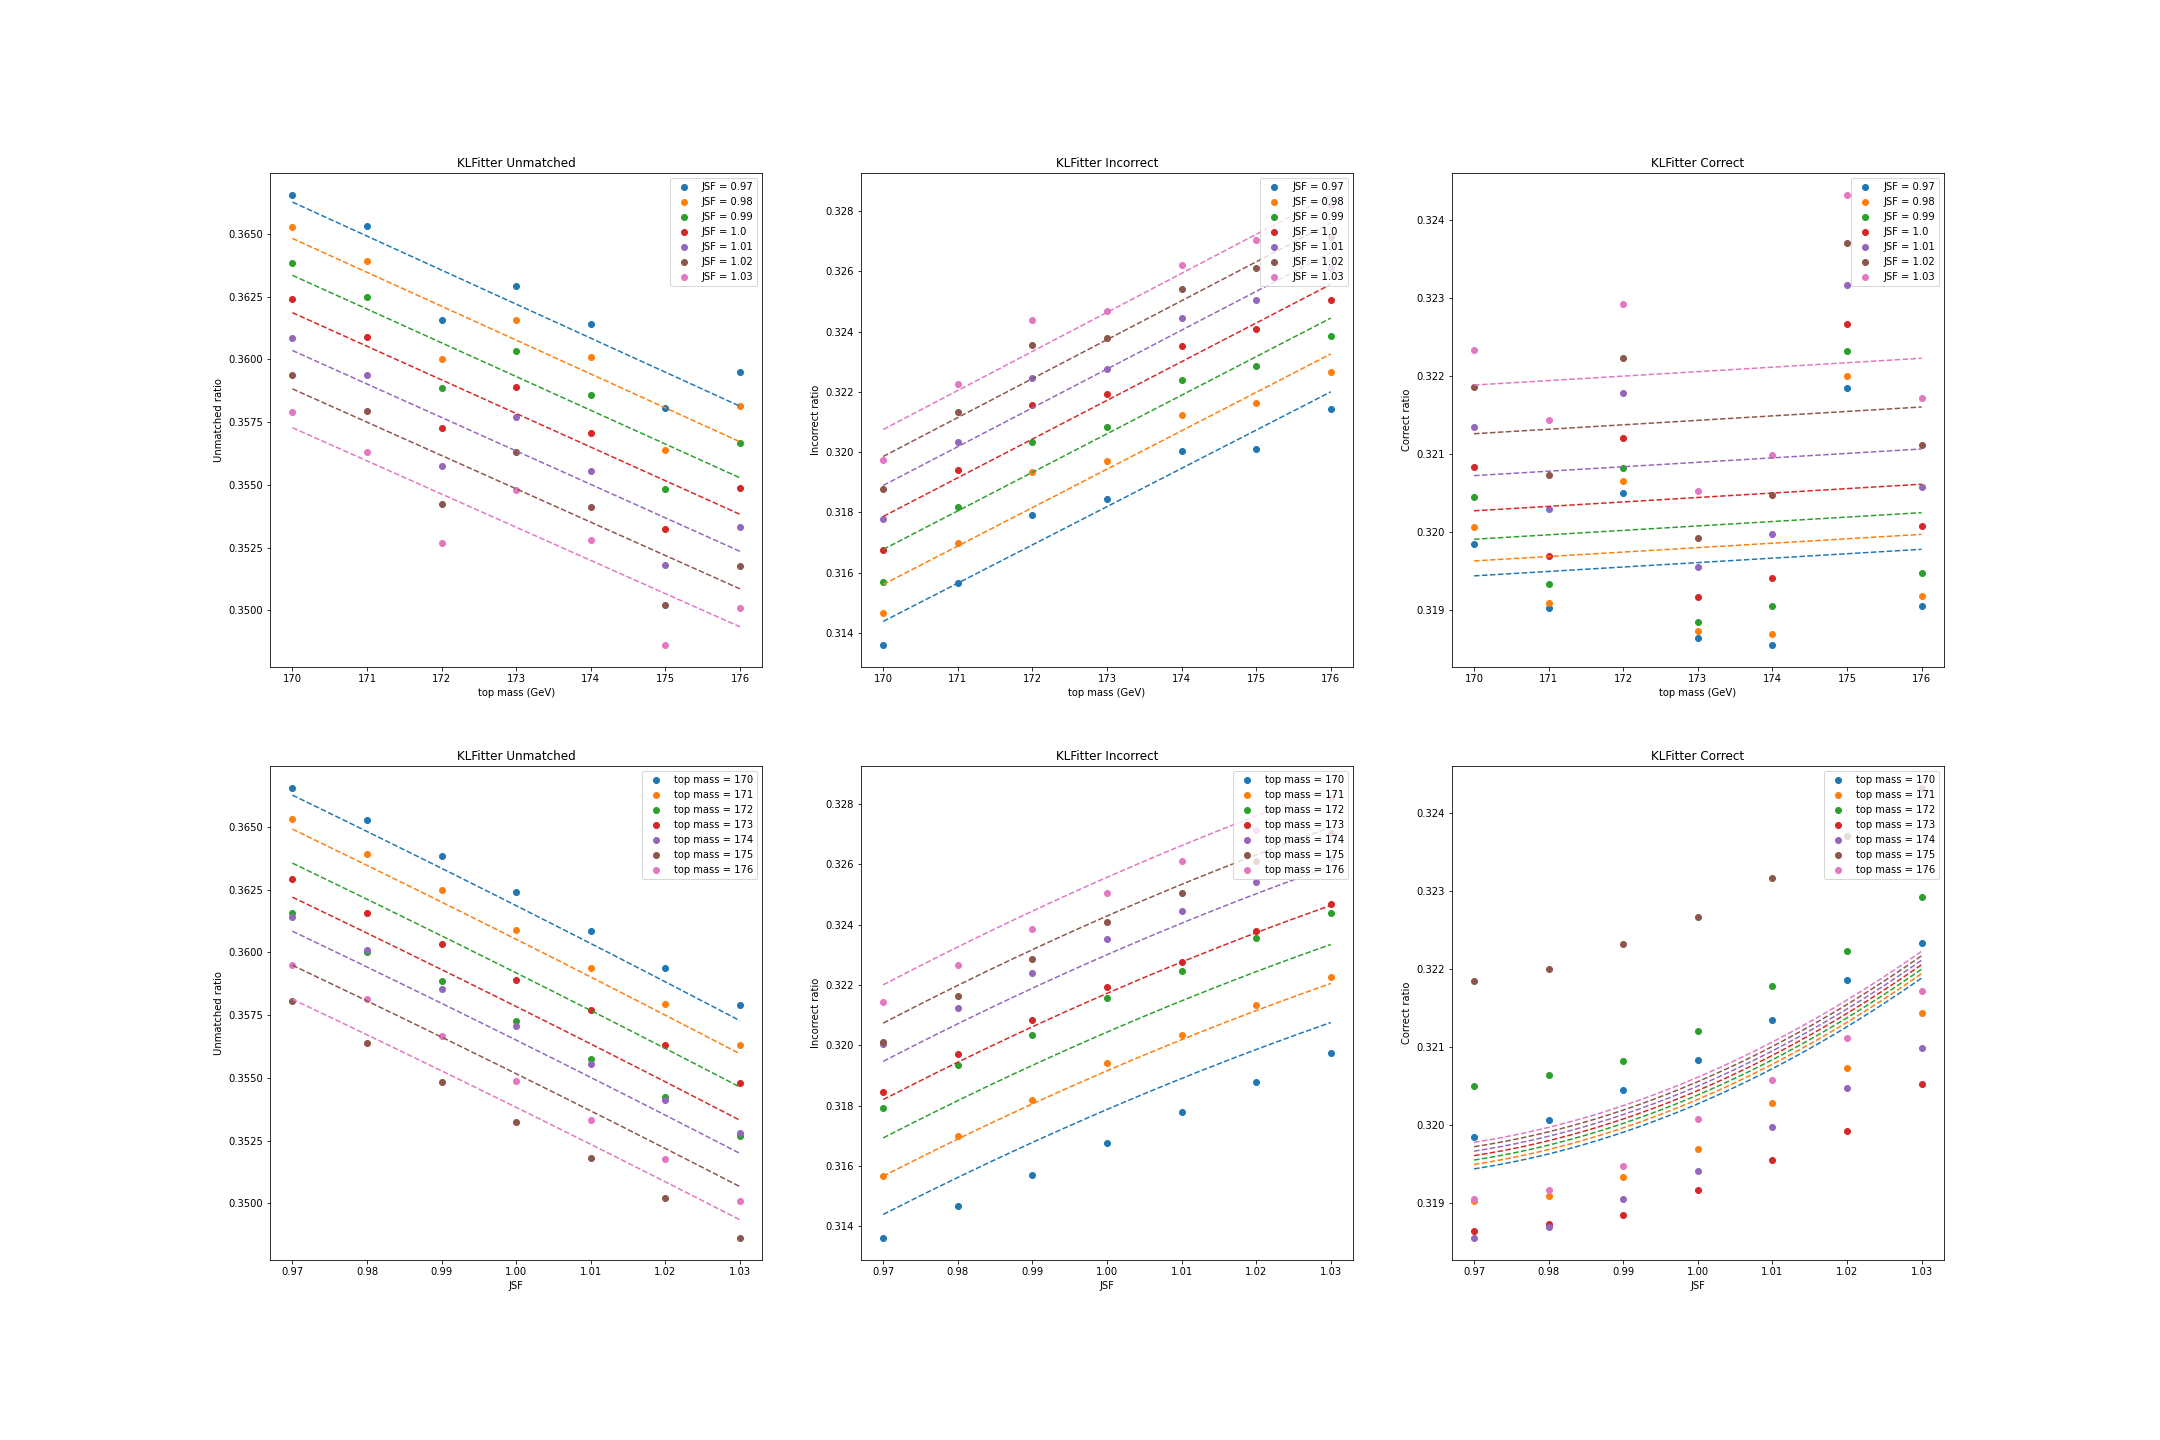 KLFitter Unmatched
JSF = 0.97
JSF = 0.98
JSF = 0.99
JSF = 1.0
JSF = 1.01
JSF = 1.02
JSF = 1.03
0.3650
0.3625
0.3600
0.3575
0.3550
0.3525
0.3500
Unmatched ratio
170 171 172 173 174 175 176
top mass (GeV)
KLFitter Incorrect
JSF = 0.97
JSF = 0.98
JSF = 0.99
JSF = 1.0
JSF = 1.01
JSF = 1.02
JSF = 1.03
0.328
0.326
0.324
0.322
0.320
0.318
0.316
0.314
Incorrect ratio
170 171 172 173 174 175 176
top mass (GeV)
KLFitter Correct
JSF = 0.97
JSF = 0.98
JSF = 0.99
JSF = 1.0
JSF = 1.01
JSF = 1.02
JSF = 1.03
0.324
0.323
0.322
0.321
0.320
0.319
Correct ratio
170 171 172 173 174 175 176
top mass (GeV)
KLFitter Unmatched
top mass = 170
top mass = 171
top mass = 172
top mass = 173
top mass = 174
top mass = 175
top mass = 176
0.3650
0.3625
0.3600
0.3575
0.3550
0.3525
0.3500
Unmatched ratio
0.97 0.98 0.99 1.00 1.01 1.02 1.03
JSF
KLFitter Incorrect
top mass = 170
top mass = 171
top mass = 172
top mass = 173
top mass = 174
top mass = 175
top mass = 176
0.328
0.326
0.324
0.322
0.320
0.318
0.316
0.314
Incorrect ratio
0.97 0.98 0.99 1.00 1.01 1.02 1.03
JSF
KLFitter Correct
top mass = 170
top mass = 171
top mass = 172
top mass = 173
top mass = 174
top mass = 175
top mass = 176
0.324
0.323
0.322
0.321
0.320
0.319
Correct ratio
0.97 0.98 0.99 1.00 1.01 1.02 1.03
JSF